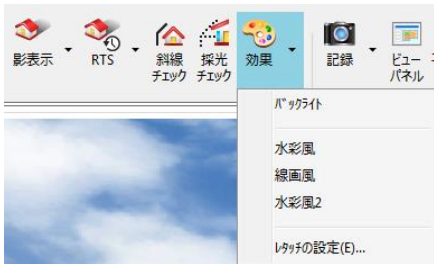 影表示
RTS
斜線
チェック
採光
チェック
効果
記録
ビュー
パネル
ﾊﾞｯｸﾗｲﾄ
水彩風
線画風
水彩風2
ﾚﾀｯﾁの設定(E)...